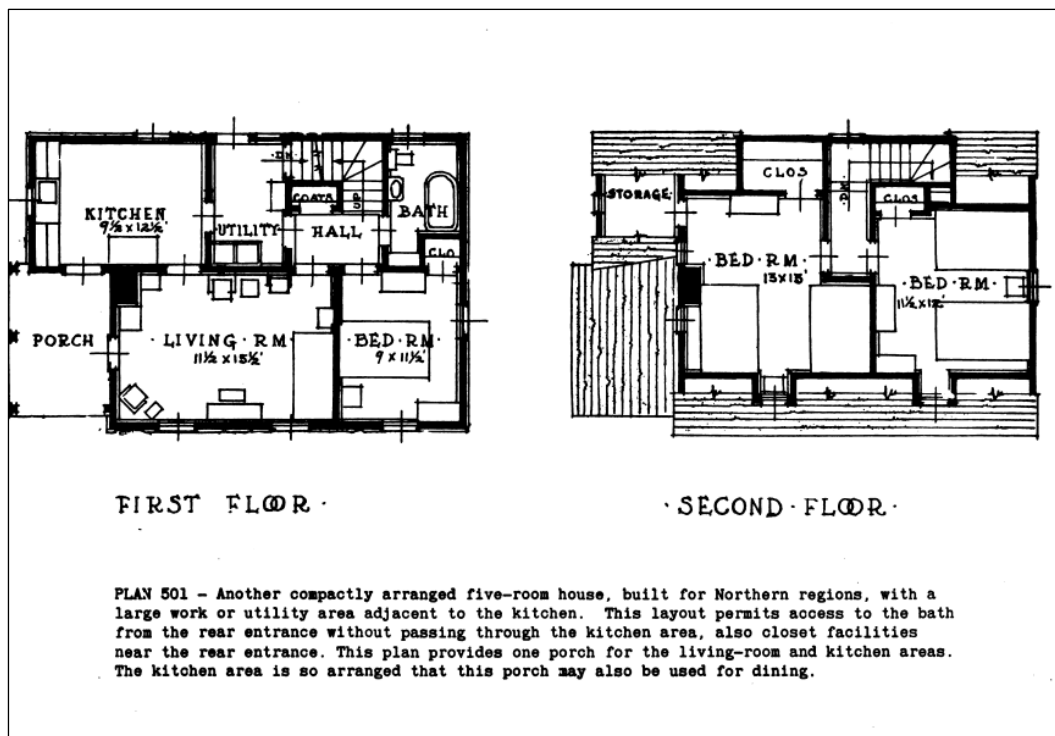 KITCHEN
9½ x 12½'
UTILITY
DN.
COATS
UP
HALL
BATH
CLO
PORCH
· LIVING · RM ·
11½ x 15½'
· BED · RM ·
9 x 11½'
FIRST FLOOR ·
STORAGE
CLOS
DN.
CLOS
· BED · RM ·
13x13'
· BED · RM ·
11½ x 12'
· SECOND · FLOOR ·
PLAN 501 - Another compactly arranged five-room house, built for Northern regions, with a
large work or utility area adjacent to the kitchen. This layout permits access to the bath
from the rear entrance without passing through the kitchen area, also closet facilities
near the rear entrance. This plan provides one porch for the living-room and kitchen areas.
The kitchen area is so arranged that this porch may also be used for dining.